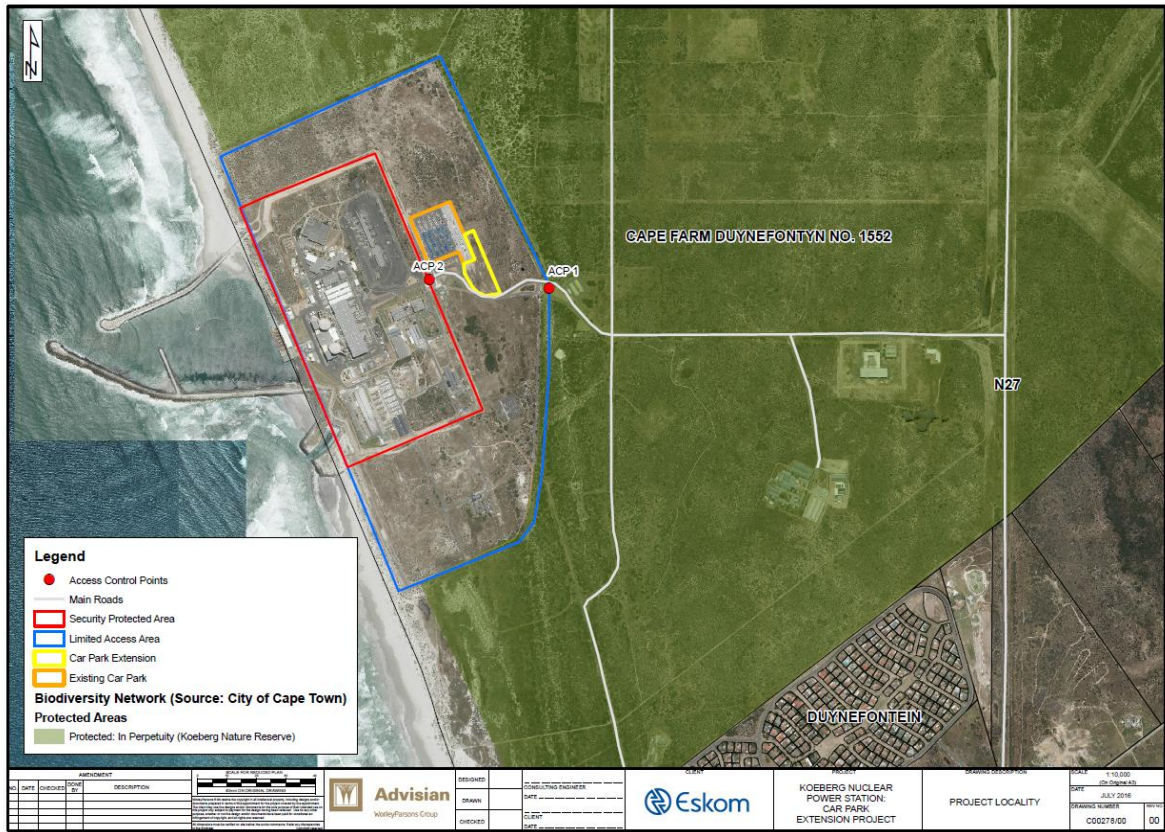 N
CAPE FARM DUYNEFONTYN NO. 1552
ACP 2
ACP 1
N27
DUYNEFONTEIN
Legend
Access Control Points
Main Roads
Security Protected Area
Limited Access Area
Car Park Extension
Existing Car Park
Biodiversity Network (Source: City of Cape Town)
Protected Areas
Protected: In Perpetuity (Koeberg Nature Reserve)
AMENDMENT
NO. DATE CHECKED DONE BY DESCRIPTION
SCALE FOR REDUCED PLAN
Advisian
WorleyParsons Group
DESIGNED
DRAWN
CHECKED
CONSULTING ENGINEER
DATE
CLIENT
DATE
CLIENT
Eskom
PROJECT
KOEBERG NUCLEAR
POWER STATION:
CAR PARK
EXTENSION PROJECT
DRAWING DESCRIPTION
PROJECT LOCALITY
SCALE 1:10,000
(On Original A3)
DATE
JULY 2016
DRAWING NUMBER REV NO
C00278/00 00